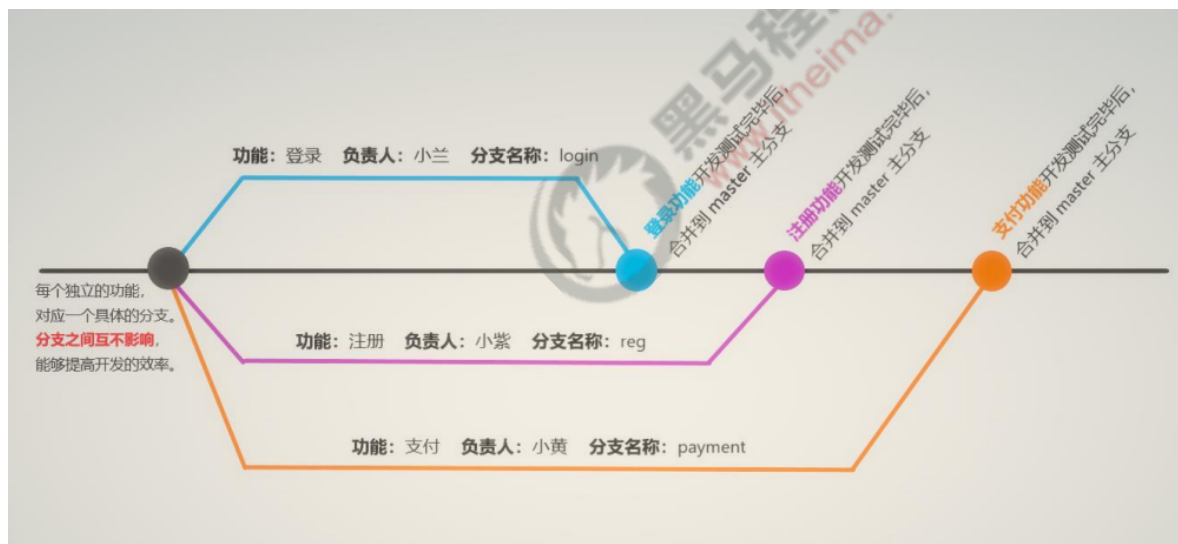 黑马程
www.itheima.
功能：登录 负责人：小兰 分支名称：login
登录功能开发测试完毕后，
合并到 master 主分支
注册功能开发测试完毕后，
合并到 master 主分支
支付功能开发测试完毕后，
合并到 master 主分支
每个独立的功能，
对应一个具体的分支。
分支之间互不影响，
能够提高开发的效率。
功能：注册 负责人：小紫 分支名称：reg
功能：支付 负责人：小黄 分支名称：payment